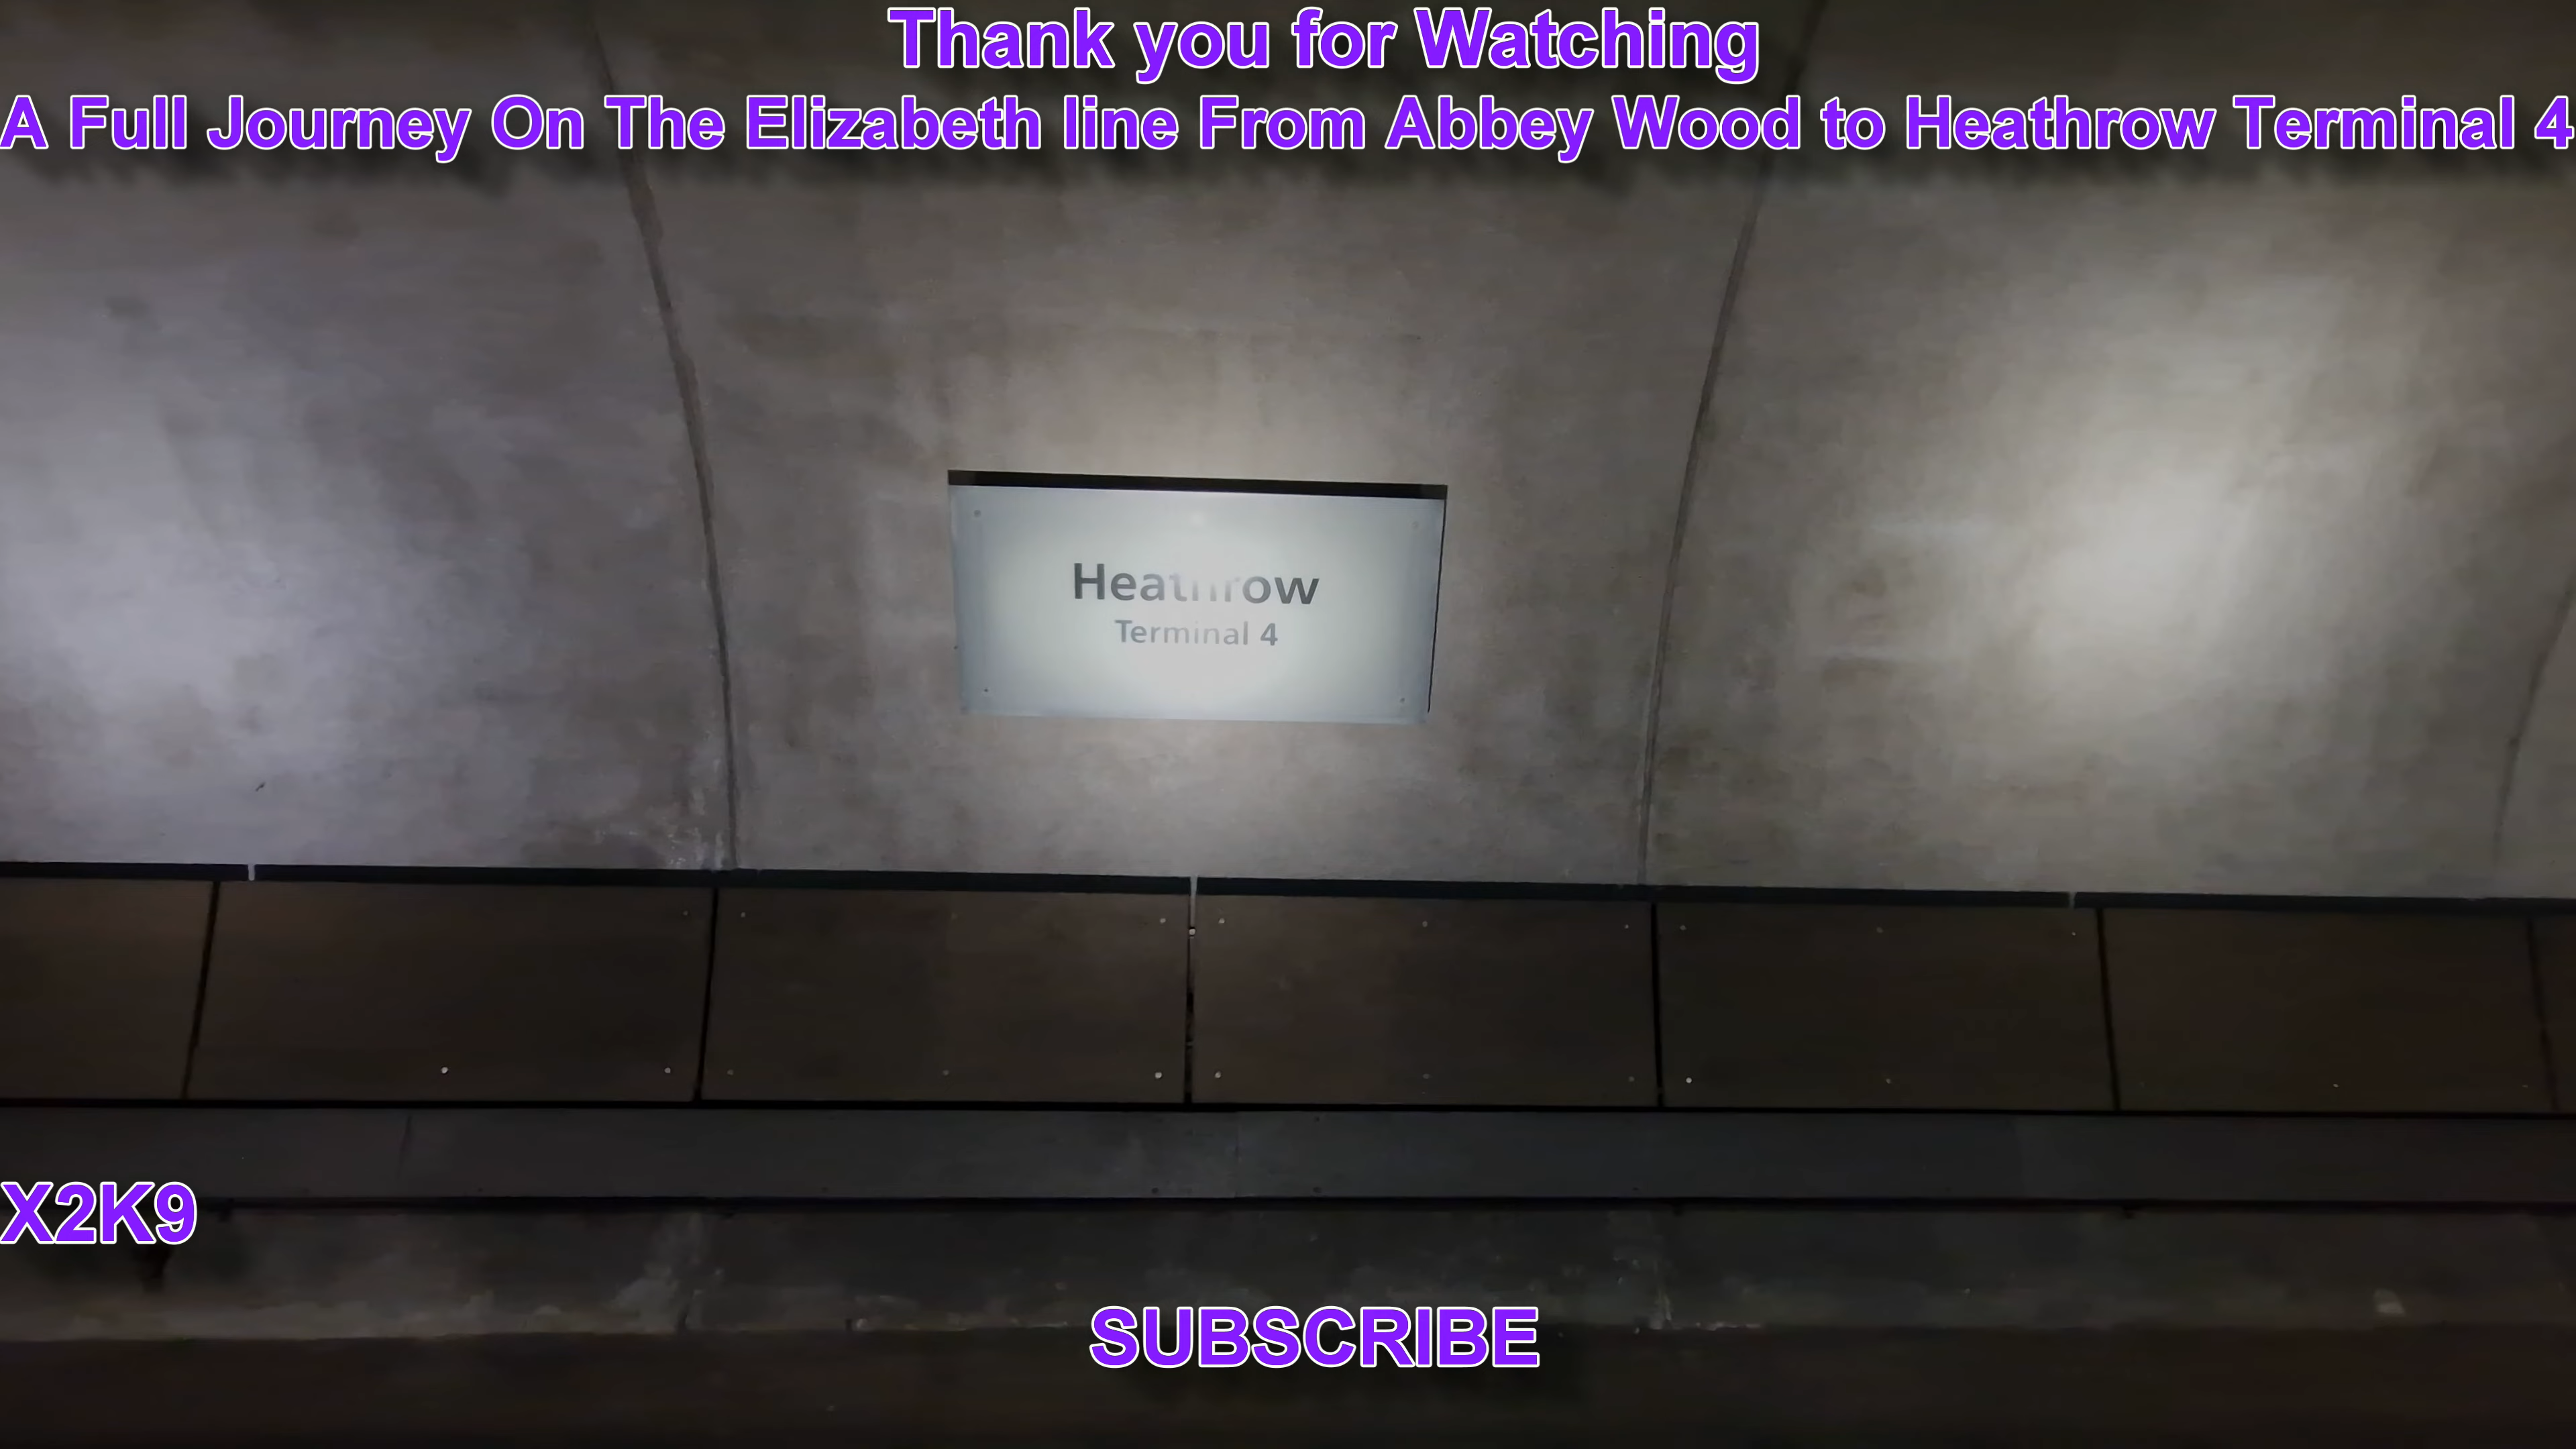 Thank you for Watching
A Full Journey On The Elizabeth line From Abbey Wood to Heathrow Terminal 4
Heathrow
Terminal 4
X2K9
SUBSCRIBE